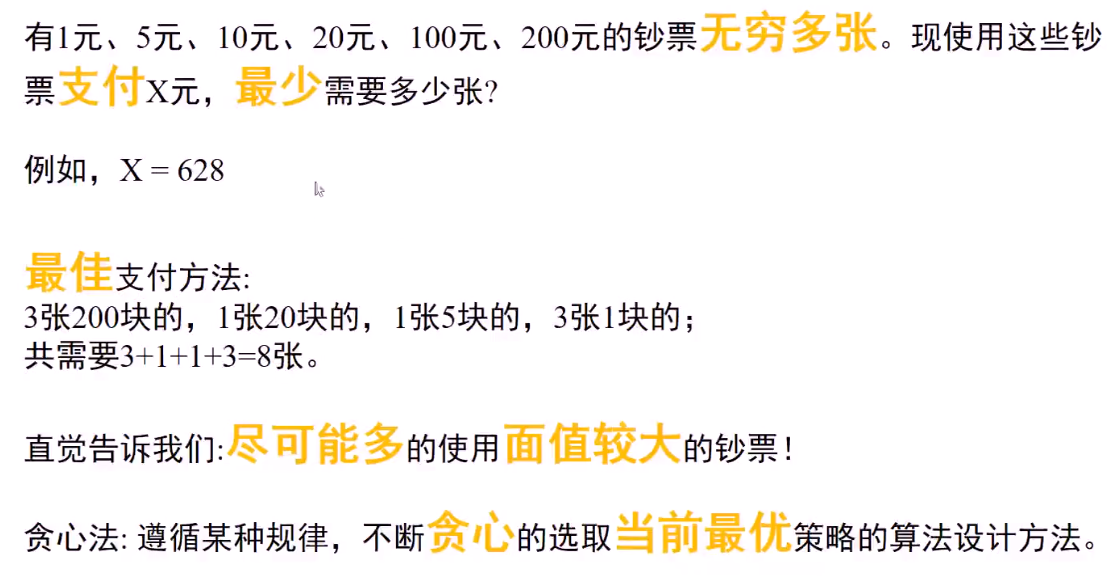 有1元、5元、10元、20元、100元、200元的钞票无穷多张。现使用这些钞
票支付X元，最少需要多少张?
例如，X = 628
最佳支付方法:
3张200块的，1张20块的，1张5块的，3张1块的；
共需要3+1+1+3=8张。
直觉告诉我们:尽可能多的使用面值较大的钞票！
贪心法: 遵循某种规律，不断贪心的选取当前最优策略的算法设计方法。